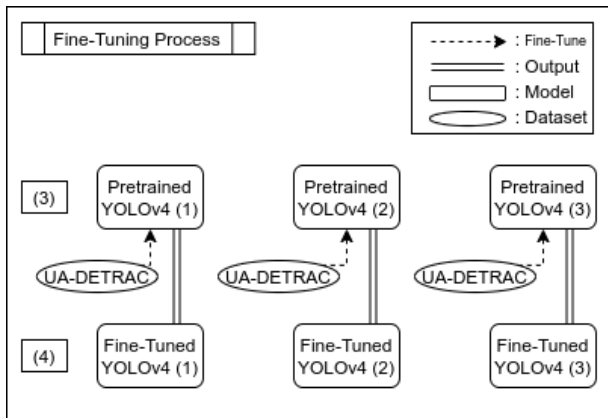 Fine-Tuning Process
: Fine-Tune
: Output
: Model
: Dataset
(3)
Pretrained
YOLOv4 (1)
Pretrained
YOLOv4 (2)
Pretrained
YOLOv4 (3)
UA-DETRAC
UA-DETRAC
UA-DETRAC
(4)
Fine-Tuned
YOLOv4 (1)
Fine-Tuned
YOLOv4 (2)
Fine-Tuned
YOLOv4 (3)